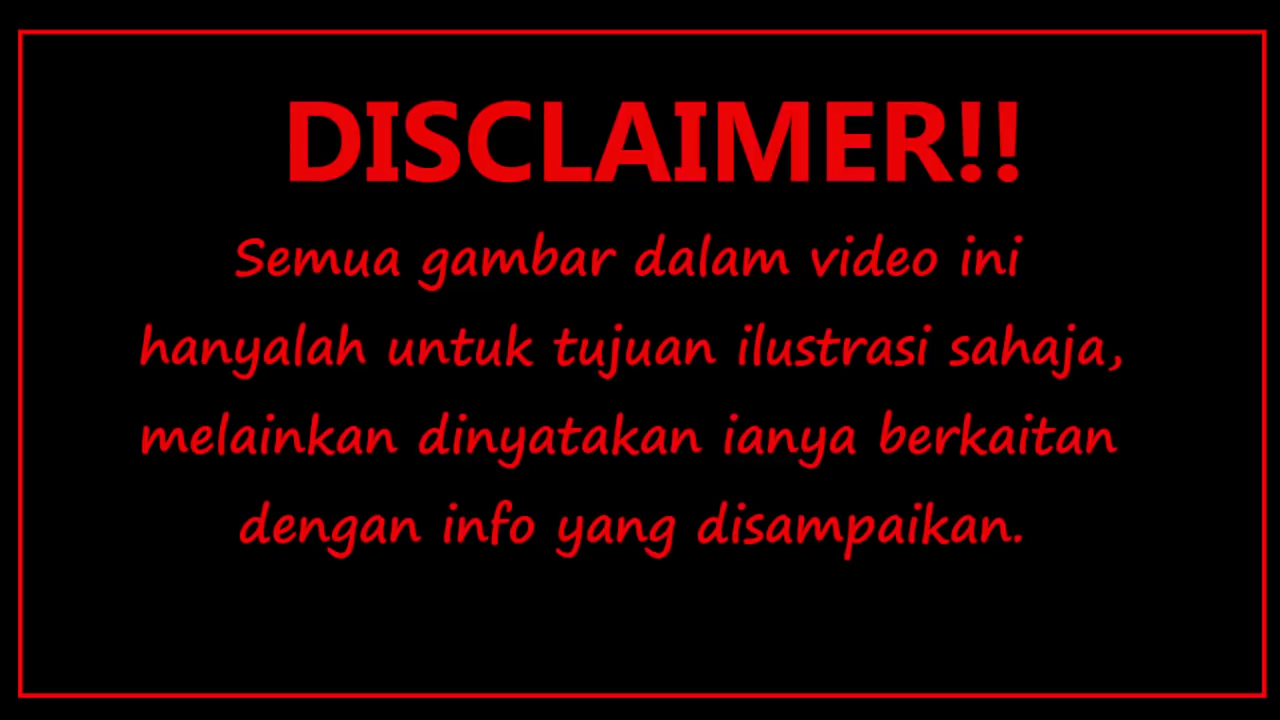 DISCLAIMER!!
Semua gambar dalam video ini
hanyalah untuk tujuan ilustrasi sahaja,
melainkan dinyatakan ianya berkaitan
dengan info yang disampaikan.